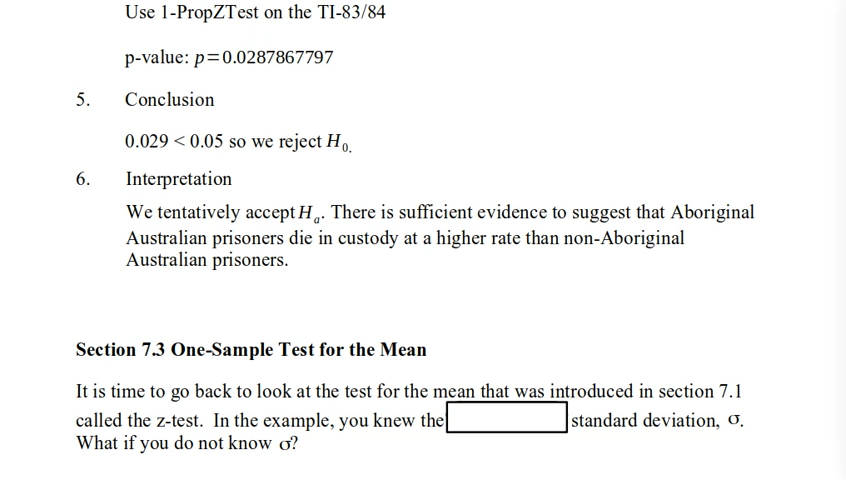 Use 1-PropZTest on the TI-83/84
p-value: p=0.0287867797
5. Conclusion
0.029 < 0.05 so we reject H₀.
6. Interpretation
We tentatively accept Hₐ. There is sufficient evidence to suggest that Aboriginal
Australian prisoners die in custody at a higher rate than non-Aboriginal
Australian prisoners.
Section 7.3 One-Sample Test for the Mean
It is time to go back to look at the test for the mean that was introduced in section 7.1
called the z-test. In the example, you knew the standard deviation, σ.
What if you do not know σ?